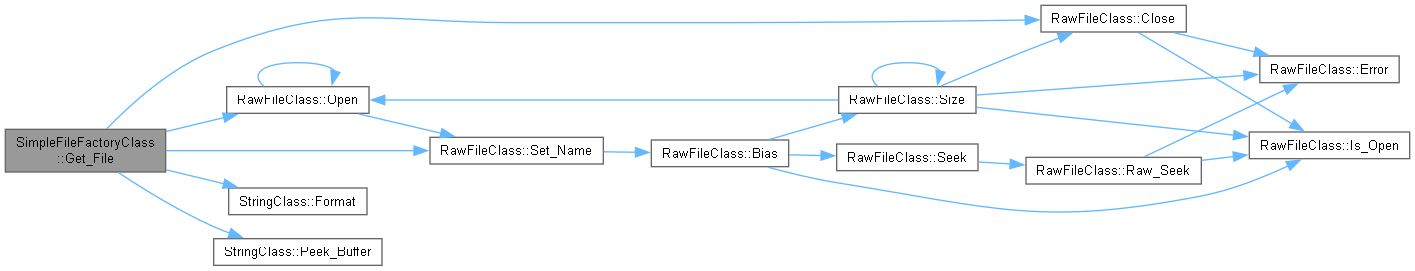 SimpleFileFactoryClass
::Get_File
RawFileClass::Open
RawFileClass::Set_Name
StringClass::Format
StringClass::Peek_Buffer
RawFileClass::Bias
RawFileClass::Size
RawFileClass::Seek
RawFileClass::Close
RawFileClass::Raw_Seek
RawFileClass::Error
RawFileClass::Is_Open